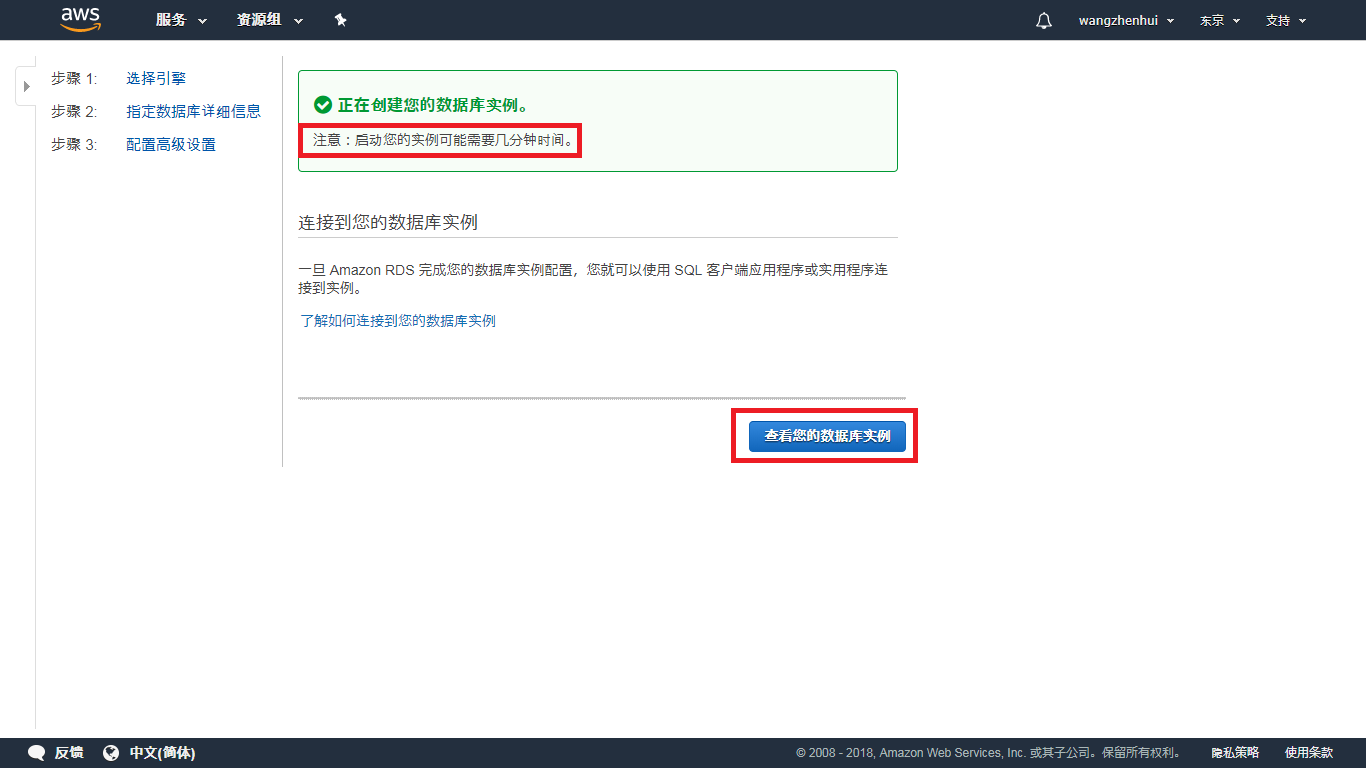 aws 服务 资源组 wangzhenhui 东京 支持
步骤 1: 选择引擎
步骤 2: 指定数据库详细信息
步骤 3: 配置高级设置
正在创建您的数据库实例。
注意：启动您的实例可能需要几分钟时间。
连接到您的数据库实例
一旦 Amazon RDS 完成您的数据库实例配置，您就可以使用 SQL 客户端应用程序或实用程序连
接到实例。
了解如何连接到您的数据库实例
查看您的数据库实例
反馈 中文(简体) © 2008 - 2018, Amazon Web Services, Inc. 或其子公司。保留所有权利。 隐私策略 使用条款